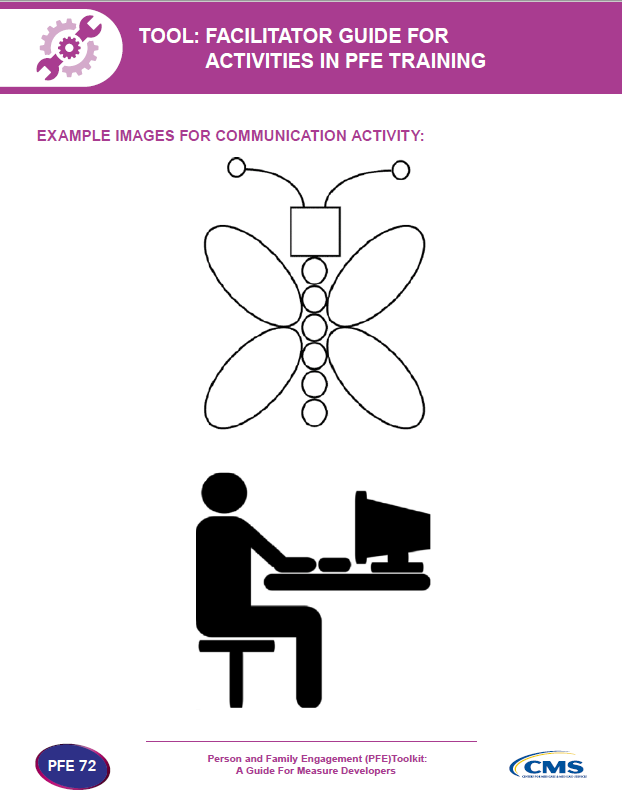 TOOL: FACILITATOR GUIDE FOR
ACTIVITIES IN PFE TRAINING
EXAMPLE IMAGES FOR COMMUNICATION ACTIVITY:
PFE 72
Person and Family Engagement (PFE)Toolkit:
A Guide For Measure Developers
CMS
CENTERS FOR MEDICARE & MEDICAID SERVICES